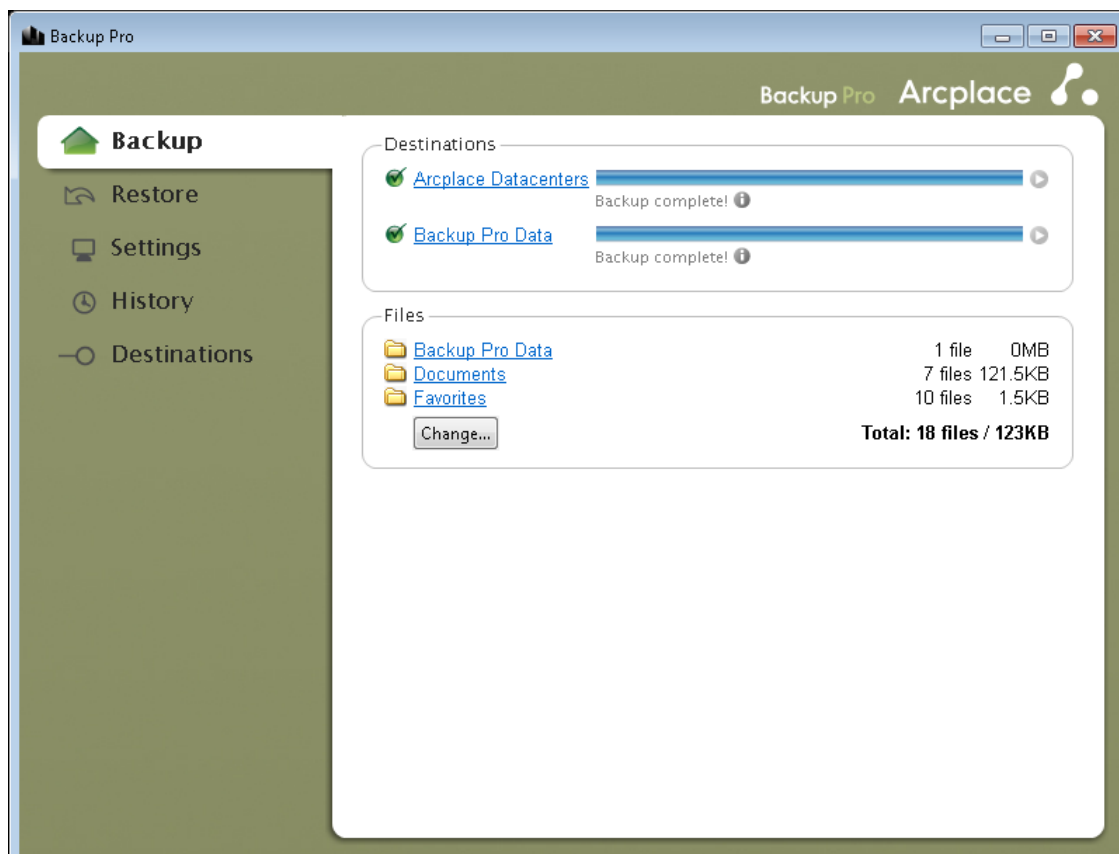 Backup Pro
Backup Pro Arcplace
Backup
Restore
Settings
History
Destinations
Destinations
Arcplace Datacenters
Backup complete!
Backup Pro Data
Backup complete!
Files
Backup Pro Data 1 file 0MB
Documents 7 files 121.5KB
Favorites 10 files 1.5KB
Change... Total: 18 files / 123KB